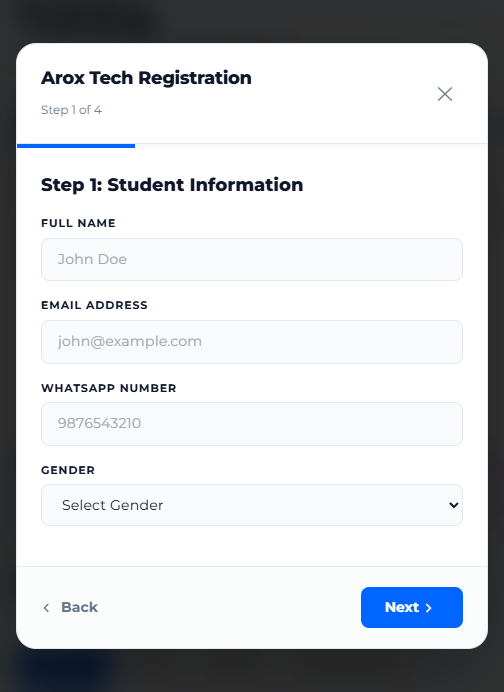 Arox Tech Registration
Step 1 of 4
Step 1: Student Information
FULL NAME
John Doe
EMAIL ADDRESS
john@example.com
WHATSAPP NUMBER
9876543210
GENDER
Select Gender
Back
Next